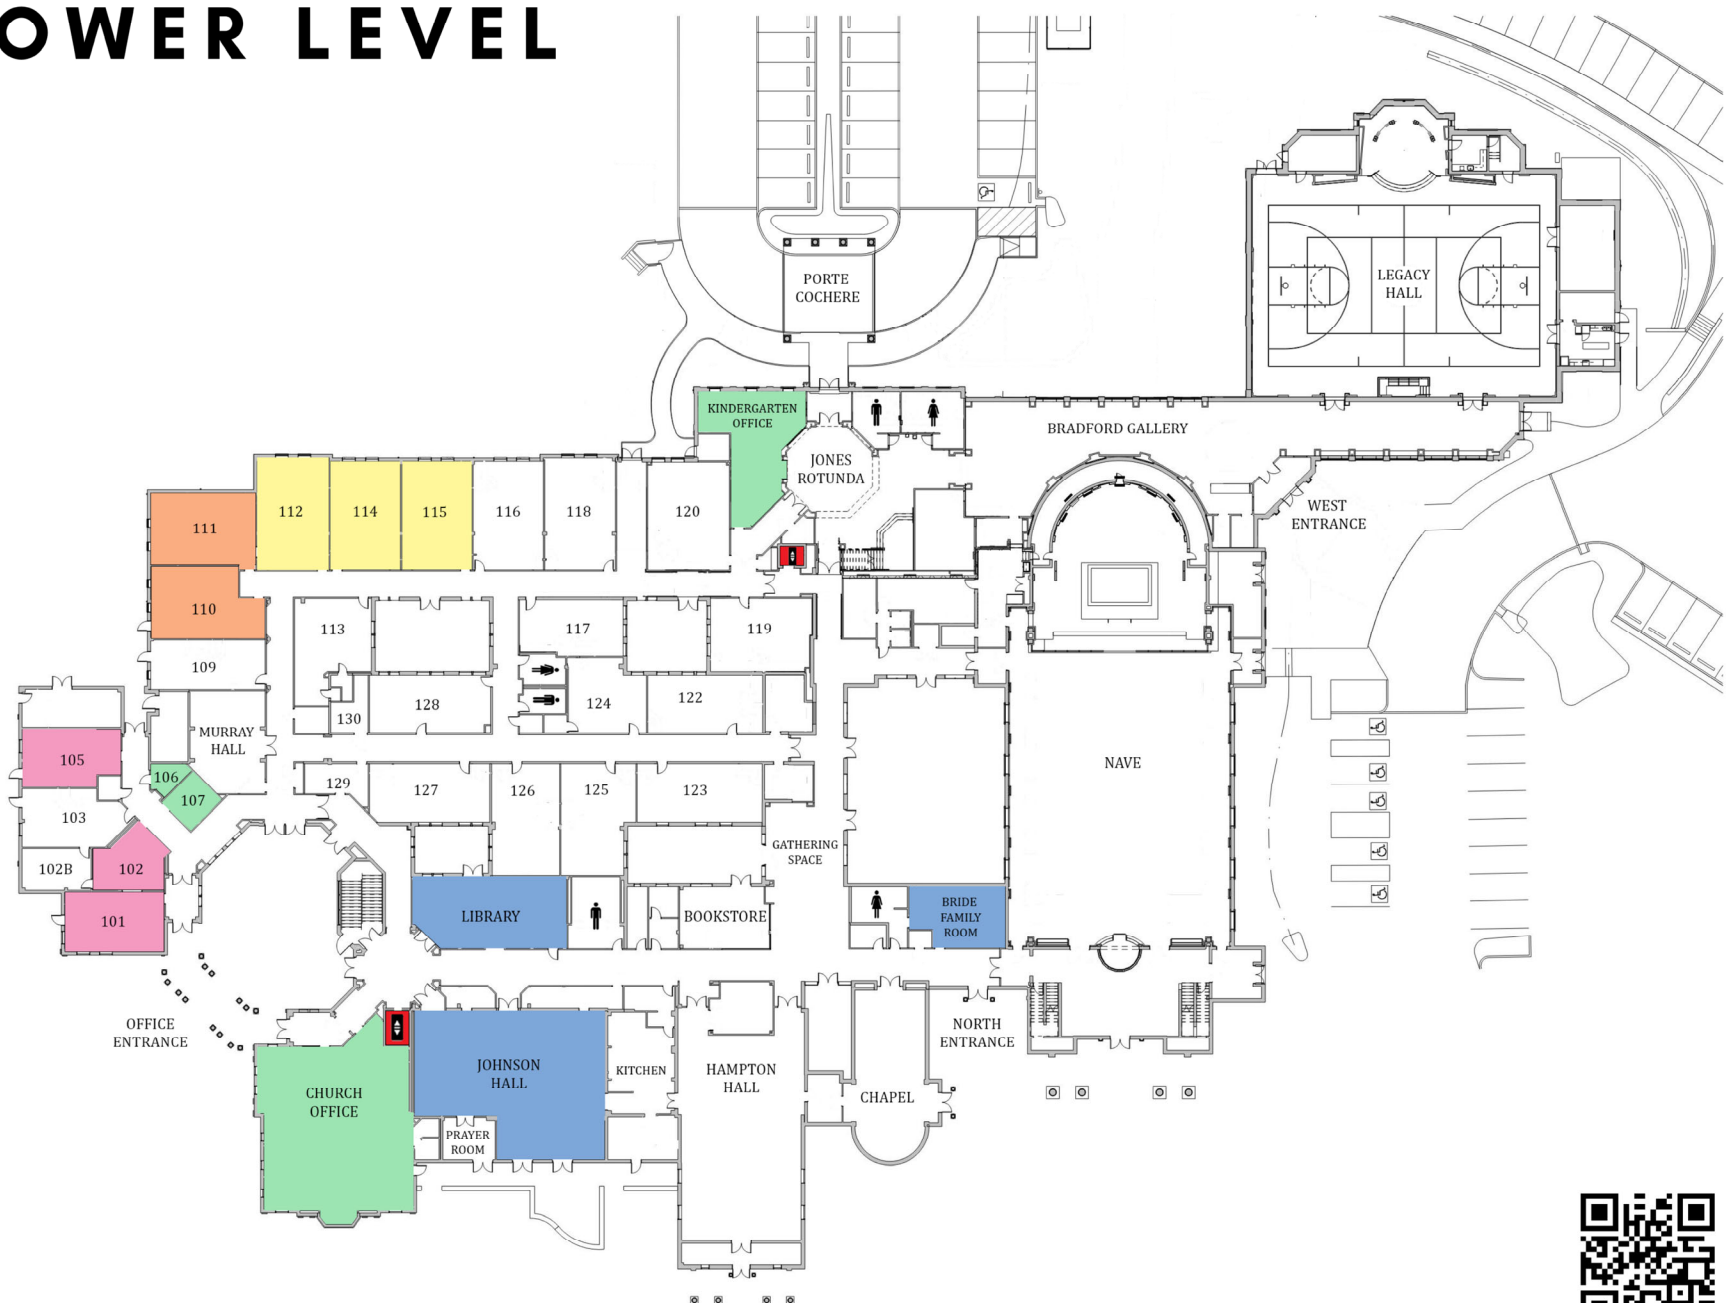 OWER LEVEL
PORTE
COCHERE
LEGACY
HALL
KINDERGARTEN
OFFICE
BRADFORD GALLERY
JONES
ROTUNDA
WEST
ENTRANCE
111
112
114
115
116
118
120
110
113
117
119
109
128
130
124
122
MURRAY
HALL
105
106
107
129
127
126
125
123
NAVE
103
102B
102
101
GATHERING
SPACE
LIBRARY
BOOKSTORE
BRIDE
FAMILY
ROOM
OFFICE
ENTRANCE
NORTH
ENTRANCE
CHURCH
OFFICE
JOHNSON
HALL
KITCHEN
HAMPTON
HALL
CHAPEL
PRAYER
ROOM